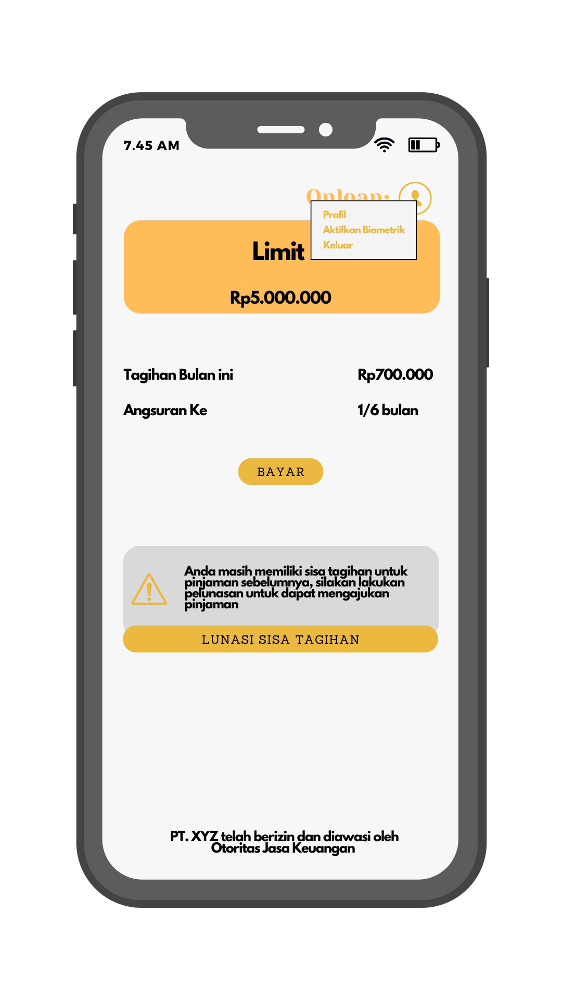 7.45 AM
Onloan:
Profil
Aktifkan Biometrik
Keluar
Limit
Rp5.000.000
Tagihan Bulan ini Rp700.000
Angsuran Ke 1/6 bulan
BAYAR
Anda masih memiliki sisa tagihan untuk
pinjaman sebelumnya, silakan lakukan
pelunasan untuk dapat mengajukan
pinjaman
LUNASI SISA TAGIHAN
PT. XYZ telah berizin dan diawasi oleh
Otoritas Jasa Keuangan